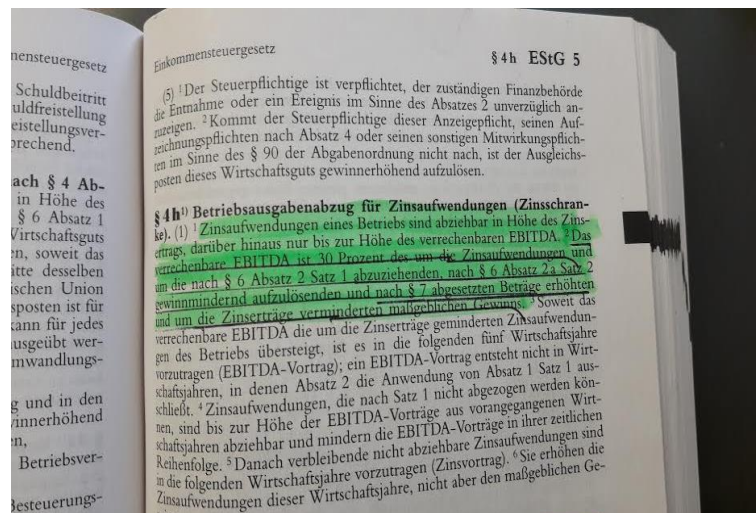 mensteuergesetz
Schuldbeitritt
uldfreistellung
eistellungsver-
prechend.
ach § 4 Ab-
in Höhe des
§ 6 Absatz 1
Virtschaftsguts
n, soweit das
tte desselben
ischen Union
sposten ist für
ann für jedes
usgeübt wer-
mwandlungs-
g und in den
vinnerhöhend
n,
Betriebsver-
Besteuerungs-
Einkommensteuergesetz
§ 4h EStG 5
(5) ¹Der Steuerpflichtige ist verpflichtet, der zuständigen Finanzbehörde
die Entnahme oder ein Ereignis im Sinne des Absatzes 2 unverzüglich an-
zuzeigen. ²Kommt der Steuerpflichtige dieser Anzeigepflicht, seinen Auf-
zeichnungspflichten nach Absatz 4 oder seinen sonstigen Mitwirkungspflich-
ten im Sinne des § 90 der Abgabenordnung nicht nach, ist der Ausgleichs-
posten dieses Wirtschaftsguts gewinnerhöhend aufzulösen.
§ 4h¹⁾ Betriebsausgabenabzug für Zinsaufwendungen (Zinsschran-
ke). (1) ¹Zinsaufwendungen eines Betriebs sind abziehbar in Höhe des Zins-
ertrags, darüber hinaus nur bis zur Höhe des verrechenbaren EBITDA. ²Das
verrechenbare EBITDA ist 30 Prozent des um die Zinsaufwendungen und
um die nach § 6 Absatz 2 Satz 1 abzuziehenden, nach § 6 Absatz 2a Satz 2
gewinnmindernd aufzulösenden und nach § 7 abgesetzten Beträge erhöhten
und um die Zinserträge verminderten maßgeblichen Gewinns. ³Soweit das
verrechenbare EBITDA die um die Zinserträge geminderten Zinsaufwendun-
gen des Betriebs übersteigt, ist es in die folgenden fünf Wirtschaftsjahre
vorzutragen (EBITDA-Vortrag); ein EBITDA-Vortrag entsteht nicht in Wirt-
schaftsjahren, in denen Absatz 2 die Anwendung von Absatz 1 Satz 1 aus-
schließt. ⁴Zinsaufwendungen, die nach Satz 1 nicht abgezogen werden kön-
nen, sind bis zur Höhe der EBITDA-Vorträge aus vorangegangenen Wirt-
schaftsjahren abziehbar und mindern die EBITDA-Vorträge in ihrer zeitlichen
Reihenfolge. ⁵Danach verbleibende nicht abziehbare Zinsaufwendungen sind
in die folgenden Wirtschaftsjahre vorzutragen (Zinsvortrag). ⁶Sie erhöhen die
Zinsaufwendungen dieser Wirtschaftsjahre, nicht aber den maßgeblichen Ge-